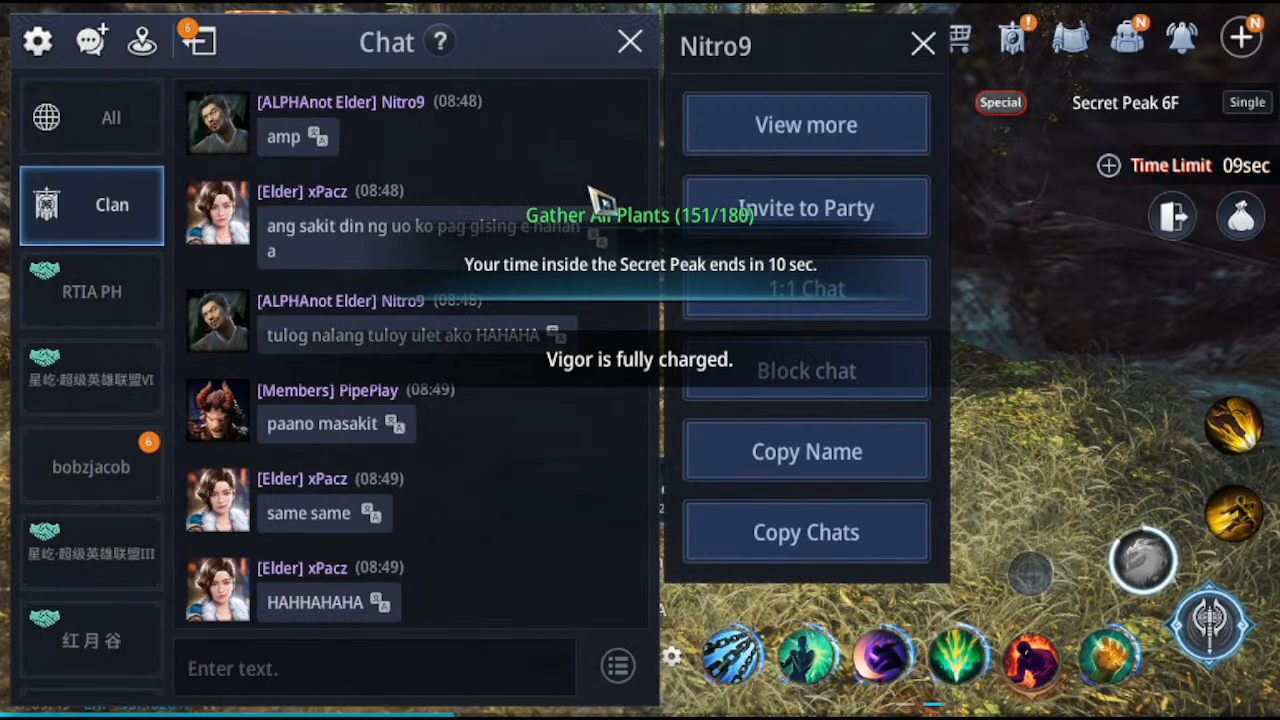 6
Chat ?
Nitro9
N
N
Special
Secret Peak 6F
Single
Time Limit 09sec
All
Clan
RTIA PH
星屹·超级英雄联盟VI
6
bobzjacob
星屹·超级英雄联盟III
红月谷
[ALPHAnot Elder] Nitro9 (08:48)
amp
[Elder] xPacz (08:48)
ang sakit din ng uo ko pag gising e hahah
a
[ALPHAnot Elder] Nitro9 (08:48)
tulog nalang tuloy ulet ako HAHAHA
[Members] PipePlay (08:49)
paano masakit
[Elder] xPacz (08:49)
same same
[Elder] xPacz (08:49)
HAHHAHAHA
Enter text.
View more
Invite to Party
1:1 Chat
Block chat
Copy Name
Copy Chats
Gather All Plants (151/180)
Your time inside the Secret Peak ends in 10 sec.
Vigor is fully charged.